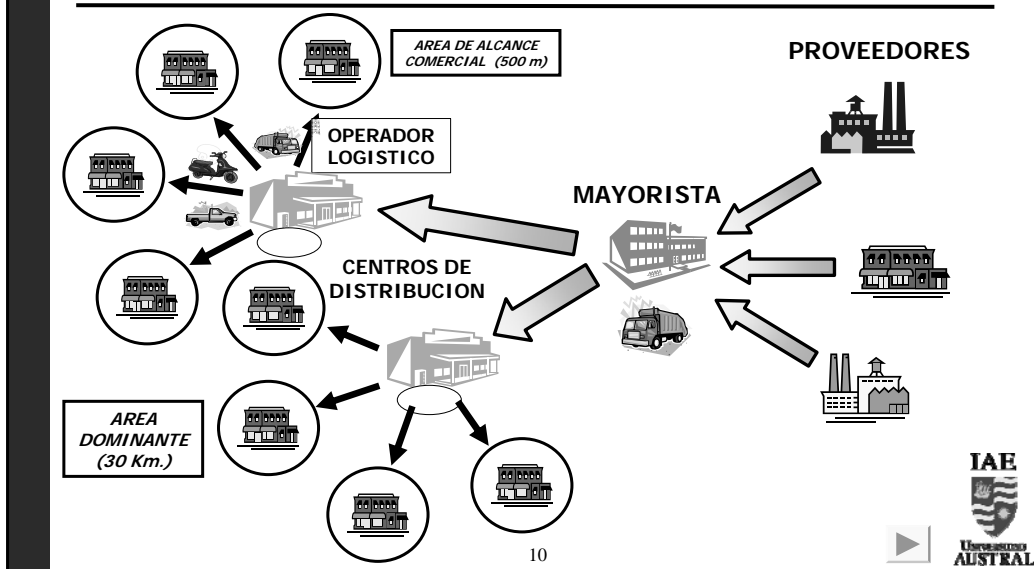 AREA DE ALCANCE
COMERCIAL (500 m)
PROVEEDORES
OPERADOR
LOGISTICO
MAYORISTA
CENTROS DE
DISTRIBUCION
AREA
DOMINANTE
(30 Km.)
10
IAE
UNIVERSIDAD
AUSTRAL